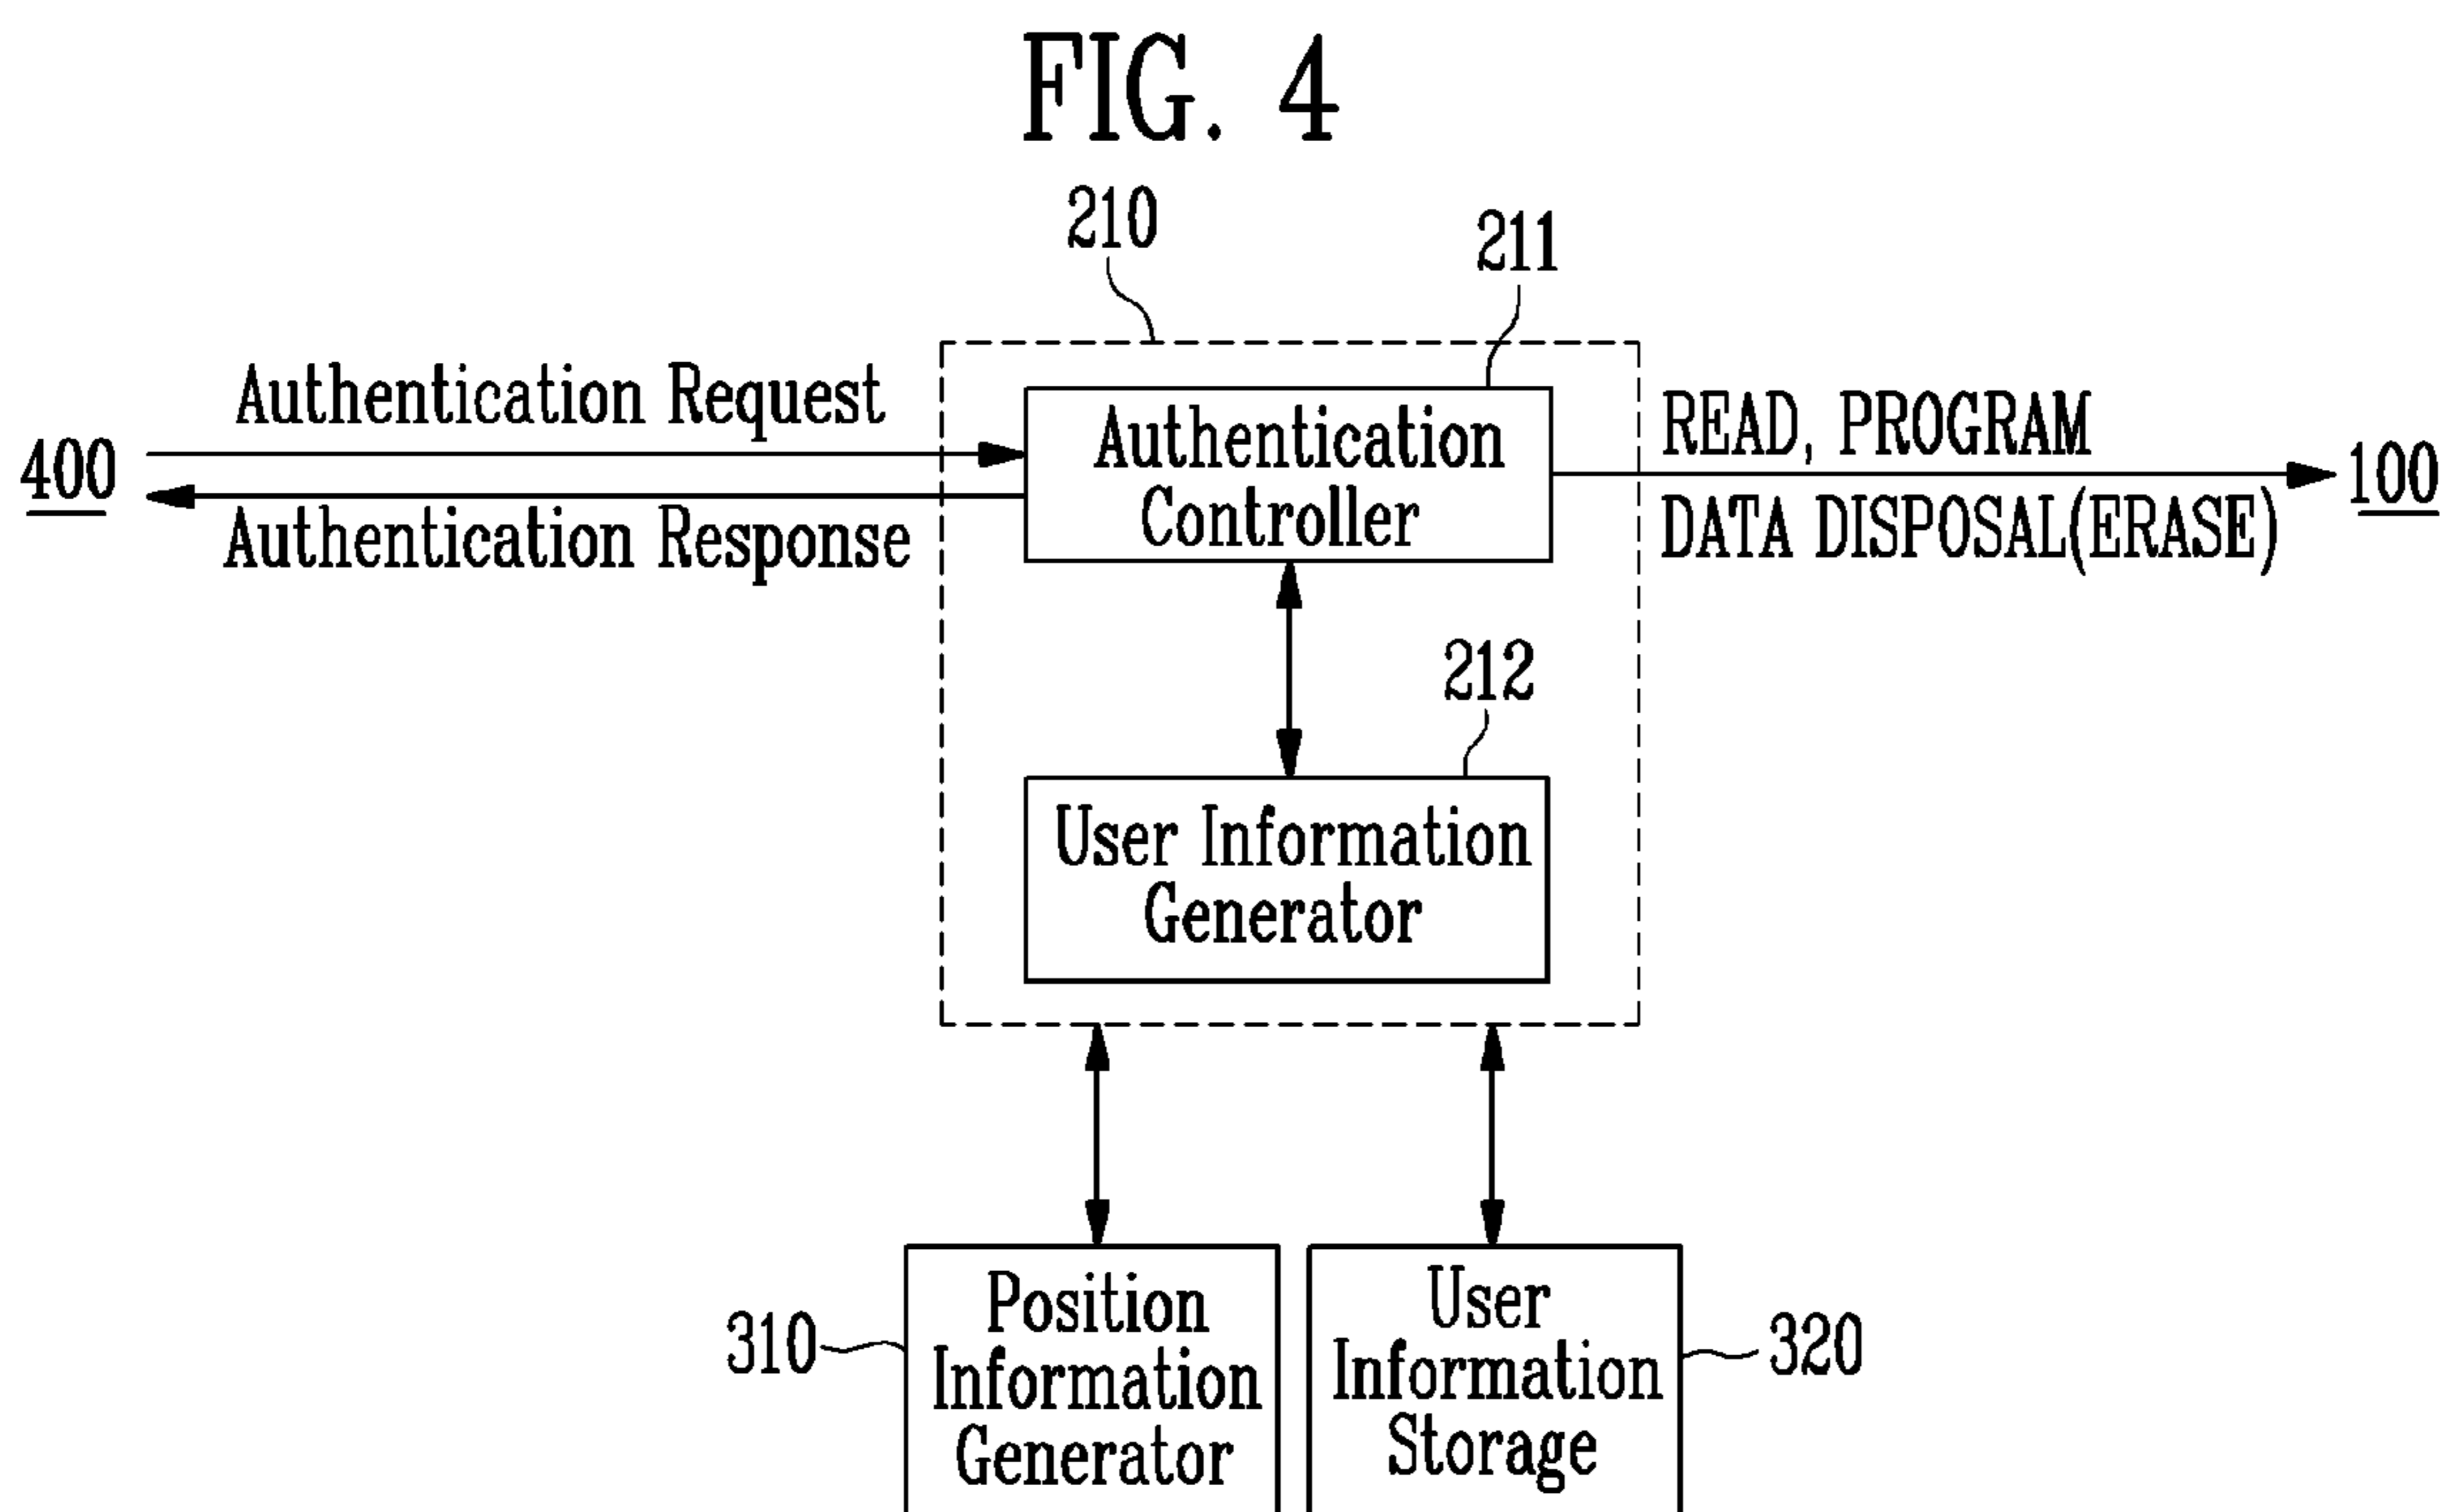 FIG. 4
210
211
Authentication Request
400
Authentication Response
Authentication
Controller
READ, PROGRAM
DATA DISPOSAL(ERASE)
100
212
User Information
Generator
310
Position
Information
Generator
User
Information
Storage
320